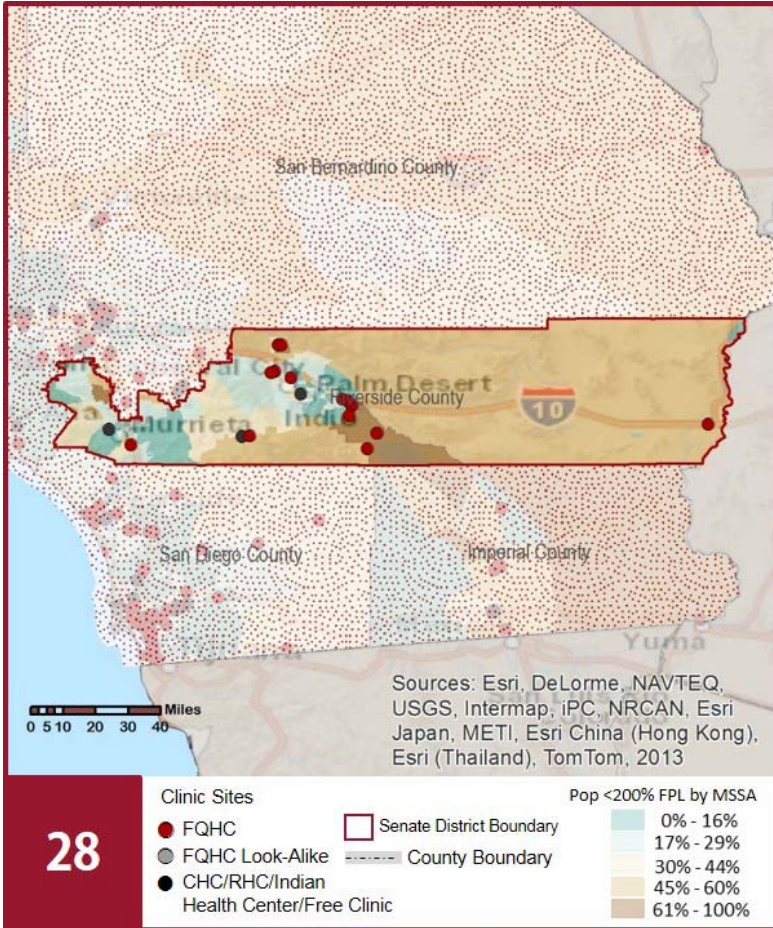 San Bernardino County
al City
Palm Desert
Riverside County
10
Murrieta
Indio
San Diego County
Imperial County
Yuma
Sources: Esri, DeLorme, NAVTEQ,
USGS, Intermap, iPC, NRCAN, Esri
Japan, METI, Esri China (Hong Kong),
Esri (Thailand), TomTom, 2013
Miles
0 5 10 20 30 40
28
Clinic Sites
FQHC
FQHC Look-Alike
CHC/RHC/Indian
Health Center/Free Clinic
Senate District Boundary
County Boundary
Pop <200% FPL by MSSA
0% - 16%
17% - 29%
30% - 44%
45% - 60%
61% - 100%